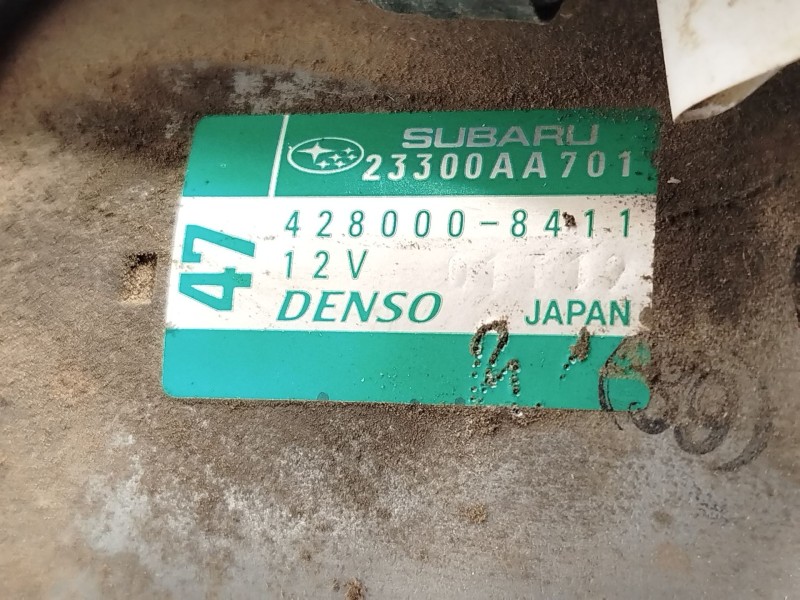 SUBARU
23300AA701
47
428000-8411
12V
DENSO
JAPAN